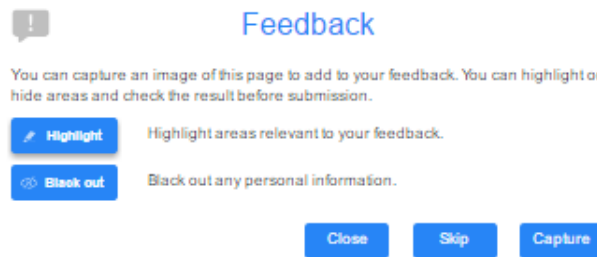 Feedback
You can capture an image of this page to add to your feedback. You can highlight or
hide areas and check the result before submission.
Highlight
Highlight areas relevant to your feedback.
Black out
Black out any personal information.
Close Skip Capture